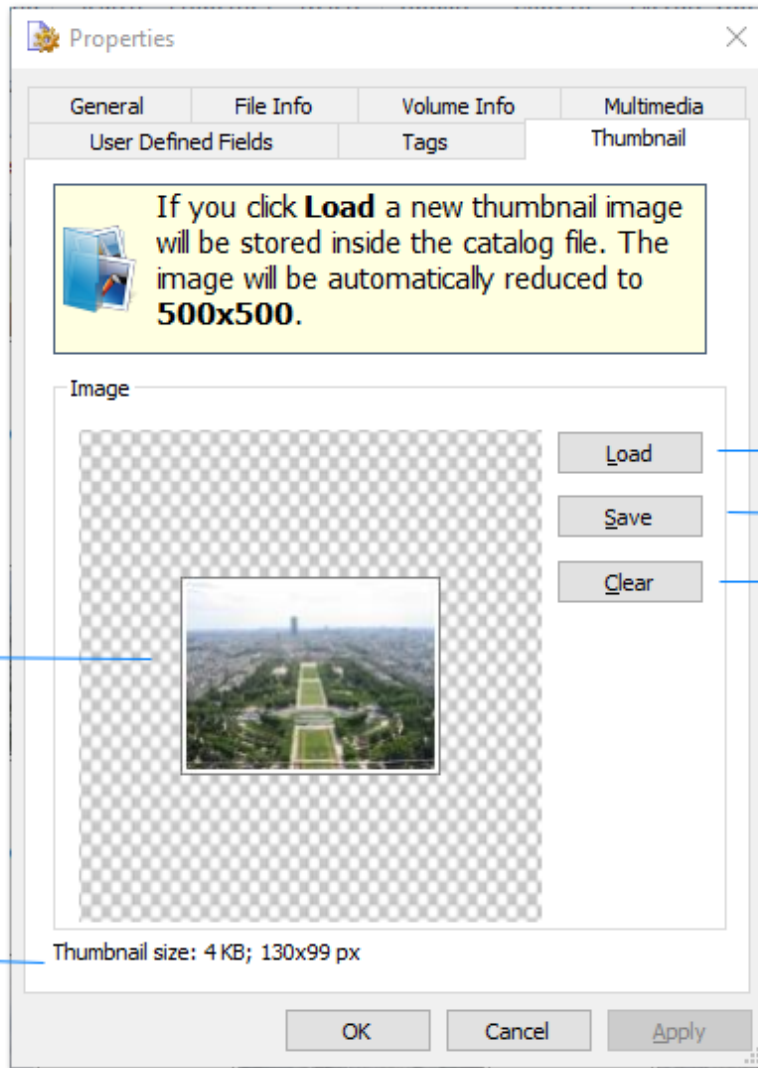 Properties
General File Info Volume Info Multimedia
User Defined Fields Tags Thumbnail
If you click Load a new thumbnail image
will be stored inside the catalog file. The
image will be automatically reduced to
500x500.
Image
Load
Save
Clear
Thumbnail size: 4 KB; 130x99 px
OK Cancel Apply